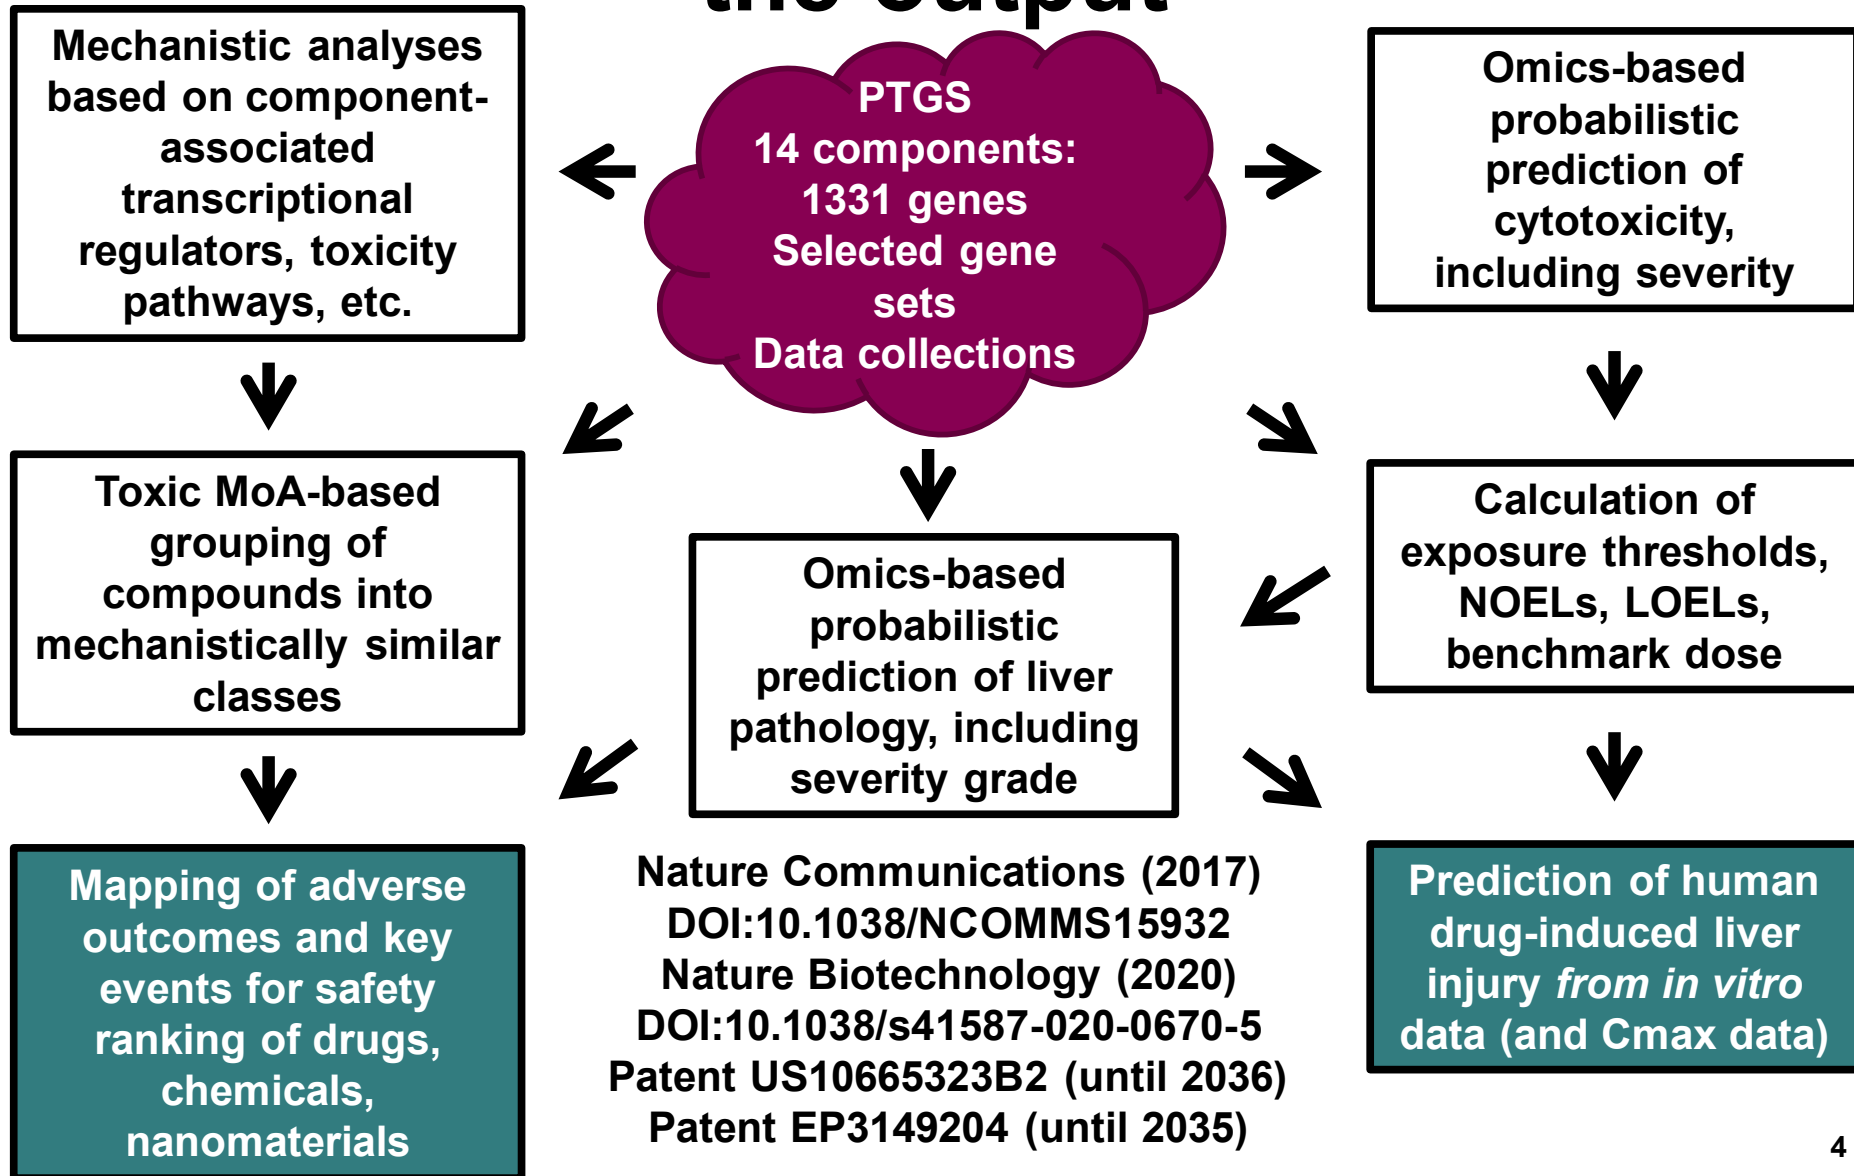 the output
Mechanistic analyses
based on component-
associated
transcriptional
regulators, toxicity
pathways, etc.
PTGS
14 components:
1331 genes
Selected gene
sets
Data collections
Omics-based
probabilistic
prediction of
cytotoxicity,
including severity
Toxic MoA-based
grouping of
compounds into
mechanistically similar
classes
Omics-based
probabilistic
prediction of liver
pathology, including
severity grade
Calculation of
exposure thresholds,
NOELs, LOELs,
benchmark dose
Mapping of adverse
outcomes and key
events for safety
ranking of drugs,
chemicals,
nanomaterials
Nature Communications (2017)
DOI:10.1038/NCOMMS15932
Nature Biotechnology (2020)
DOI:10.1038/s41587-020-0670-5
Patent US10665323B2 (until 2036)
Patent EP3149204 (until 2035)
Prediction of human
drug-induced liver
injury from in vitro
data (and Cmax data)
4